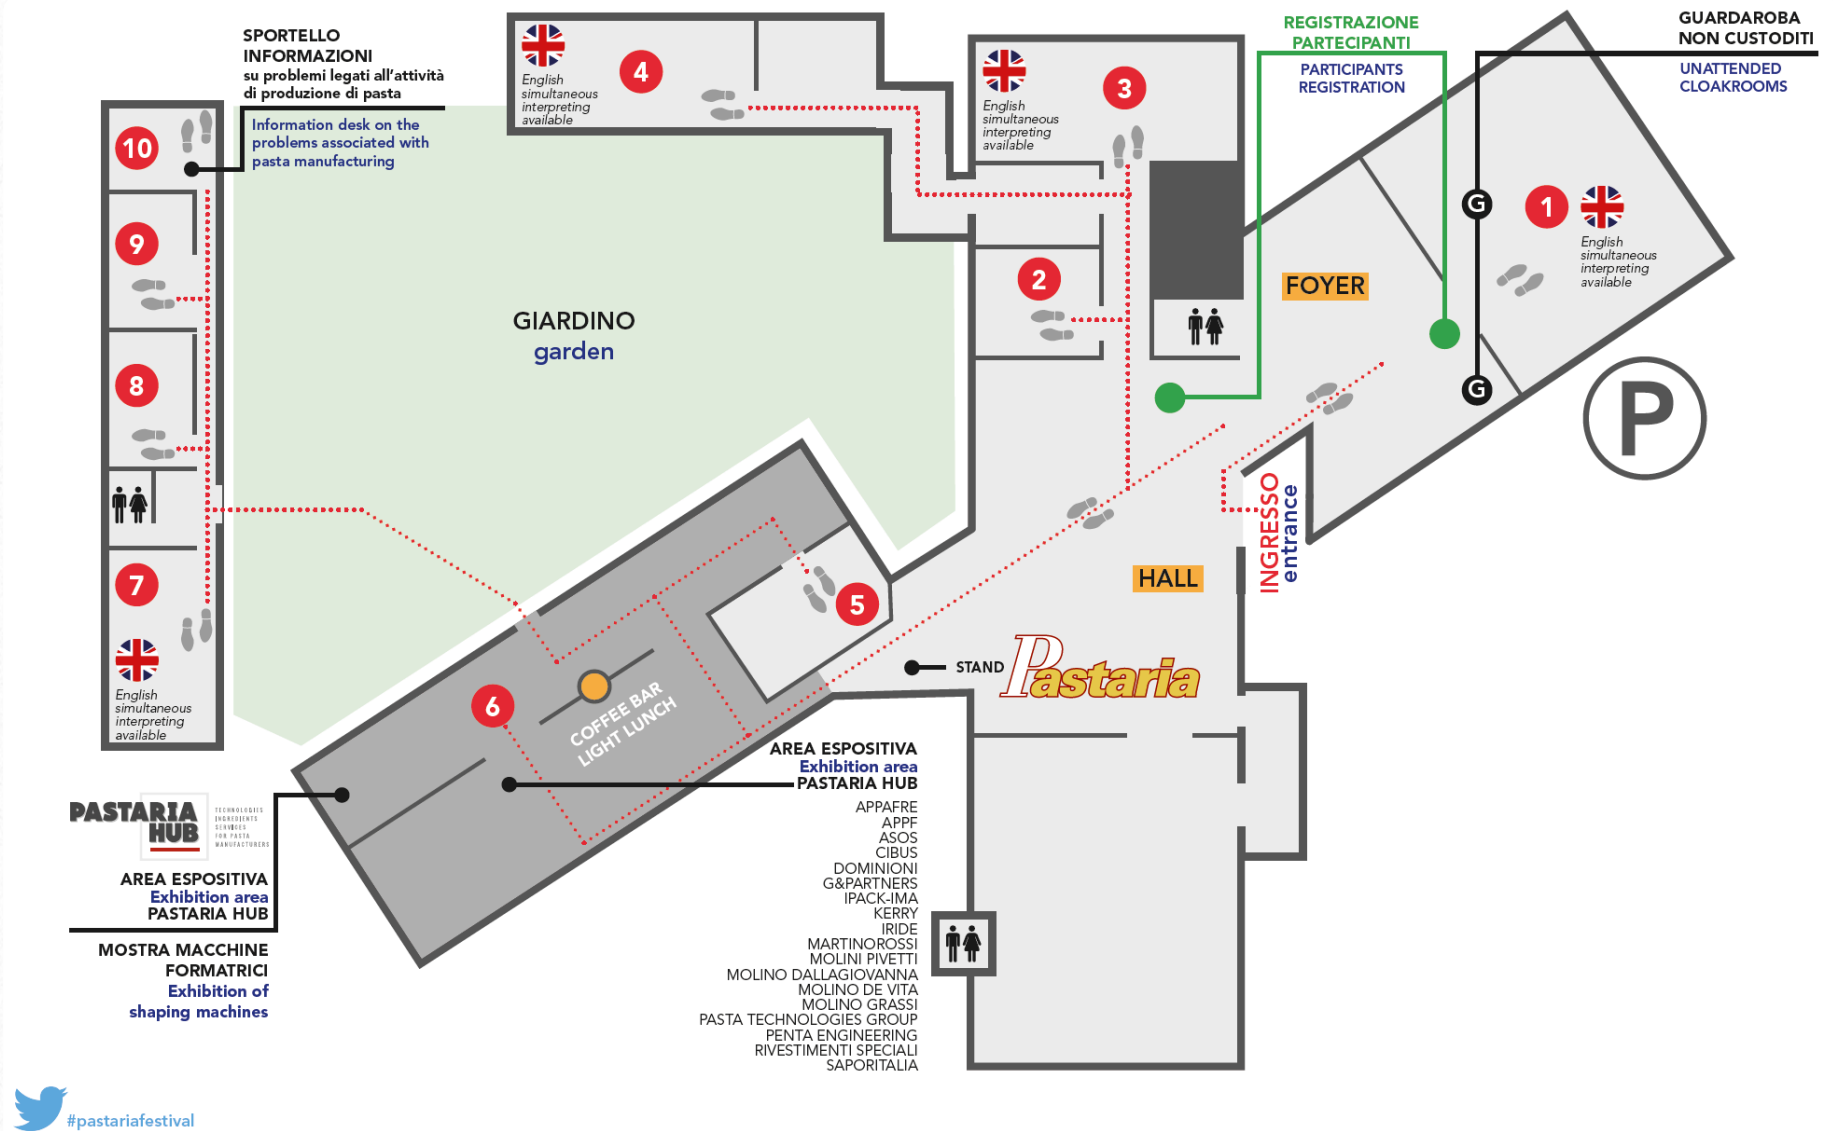 SPORTELLO
INFORMAZIONI
su problemi legati all'attività
di produzione di pasta
Information desk on the
problems associated with
pasta manufacturing
English
simultaneous
interpreting
available
4
English
simultaneous
interpreting
available
3
REGISTRAZIONE
PARTECIPANTI
PARTICIPANTS
REGISTRATION
GUARDAROBA
NON CUSTODITI
UNATTENDED
CLOAKROOMS
10
9
8
7
English
simultaneous
interpreting
available
GIARDINO
garden
2
FOYER
G
1
English
simultaneous
interpreting
available
G
P
INGRESSO
entrance
HALL
5
STAND
Pastaria
6
COFFEE BAR
LIGHT LUNCH
AREA ESPOSITIVA
Exhibition area
PASTARIA HUB
APPAFRE
APPF
ASOS
CIBUS
DOMINIONI
G&PARTNERS
IPACK-IMA
KERRY
IRIDE
MARTINOROSSI
MOLINI PIVETTI
MOLINO DALLAGIOVANNA
MOLINO DE VITA
MOLINO GRASSI
PASTA TECHNOLOGIES GROUP
PENTA ENGINEERING
RIVESTIMENTI SPECIALI
SAPORITALIA
PASTARIA
HUB
TECHNOLOGIES
INGREDIENTS
SERVICES
FOR PASTA
MANUFACTURERS
AREA ESPOSITIVA
Exhibition area
PASTARIA HUB
MOSTRA MACCHINE
FORMATRICI
Exhibition of
shaping machines
#pastariafestival